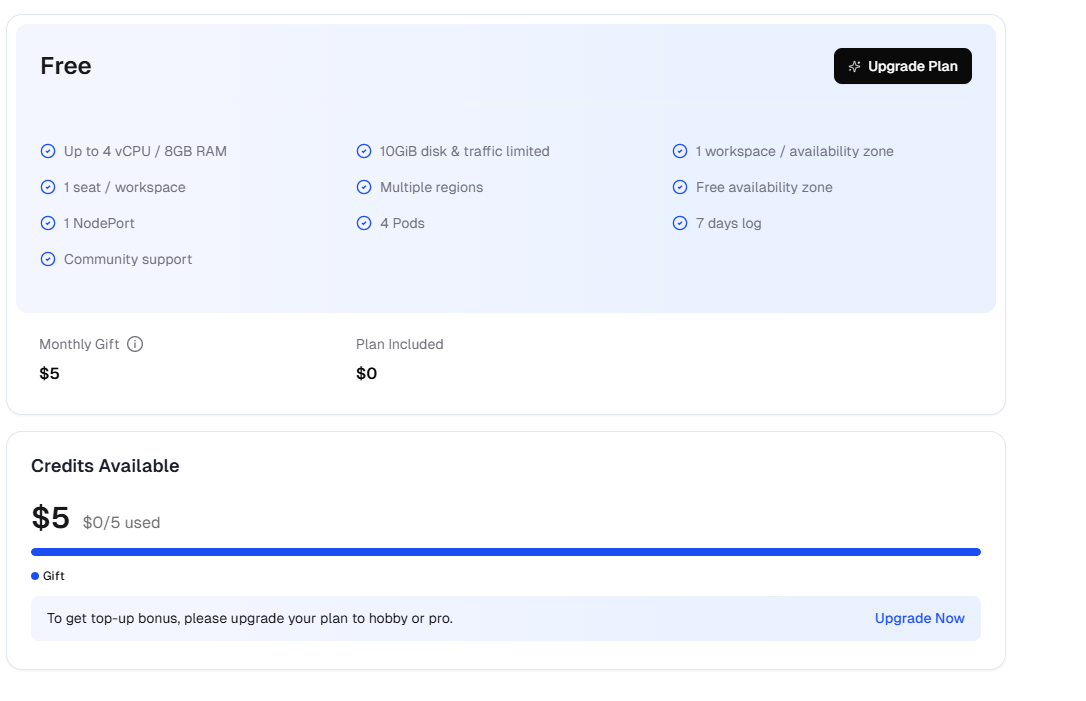 Free
Upgrade Plan
Up to 4 vCPU / 8GB RAM
10GiB disk & traffic limited
1 workspace / availability zone
1 seat / workspace
Multiple regions
Free availability zone
1 NodePort
4 Pods
7 days log
Community support
Monthly Gift
Plan Included
$5
$0
Credits Available
$5 $0/5 used
Gift
To get top-up bonus, please upgrade your plan to hobby or pro.
Upgrade Now